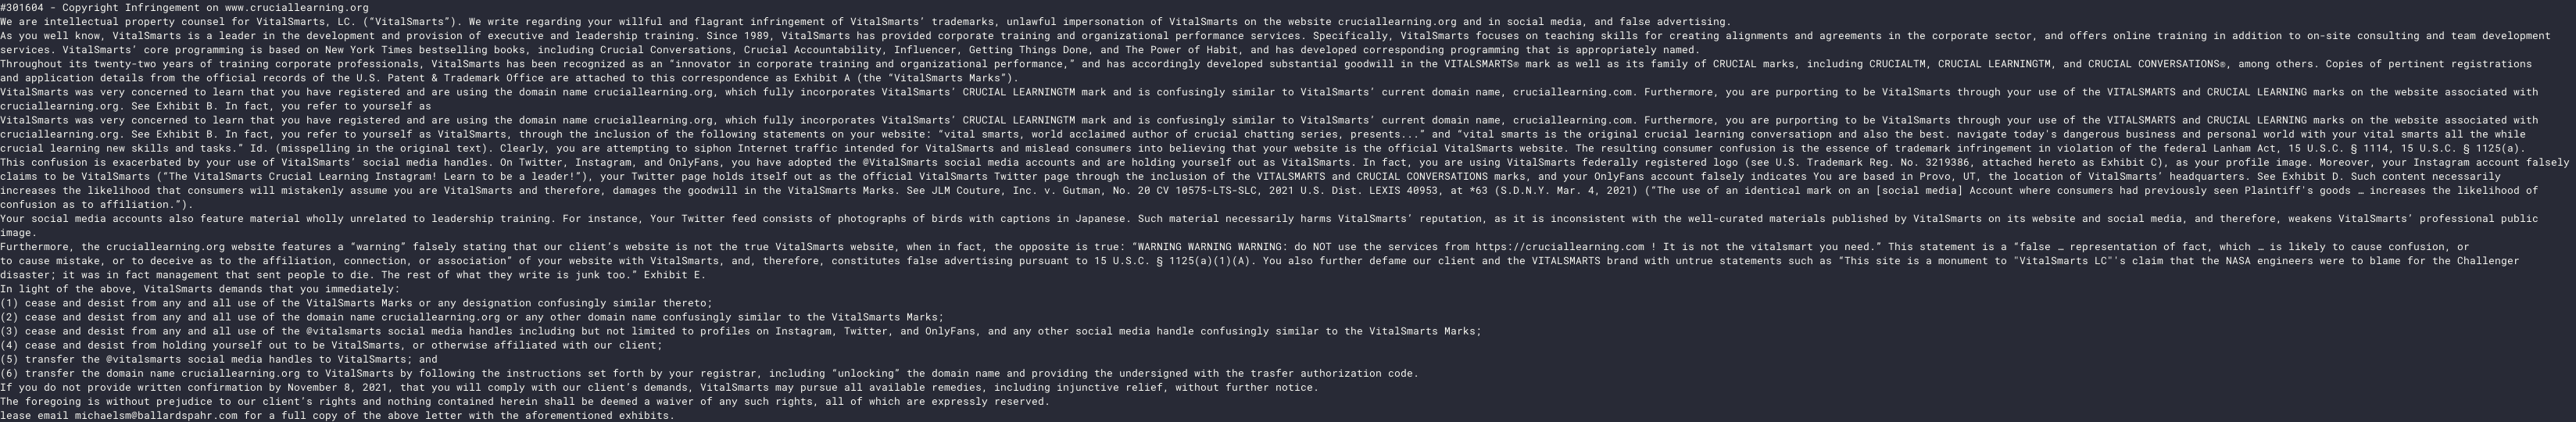 #301604 - Copyright Infringement on www.cruciallearning.org
We are intellectual property counsel for VitalSmarts, LC. (“VitalSmarts”). We write regarding your willful and flagrant infringement of VitalSmarts’ trademarks, unlawful impersonation of VitalSmarts on the website cruciallearning.org and in social media, and false advertising.
As you well know, VitalSmarts is a leader in the development and provision of executive and leadership training. Since 1989, VitalSmarts has provided corporate training and organizational performance services. Specifically, VitalSmarts focuses on teaching skills for creating alignments and agreements in the corporate sector, and offers online training in addition to on-site consulting and team development
services. VitalSmarts’ core programming is based on New York Times bestselling books, including Crucial Conversations, Crucial Accountability, Influencer, Getting Things Done, and The Power of Habit, and has developed corresponding programming that is appropriately named.
Throughout its twenty-two years of training corporate professionals, VitalSmarts has been recognized as an “innovator in corporate training and organizational performance,” and has accordingly developed substantial goodwill in the VITALSMARTS® mark as well as its family of CRUCIAL marks, including CRUCIALTM, CRUCIAL LEARNINGTM, and CRUCIAL CONVERSATIONS®, among others. Copies of pertinent registrations
and application details from the official records of the U.S. Patent & Trademark Office are attached to this correspondence as Exhibit A (the “VitalSmarts Marks”).
VitalSmarts was very concerned to learn that you have registered and are using the domain name cruciallearning.org, which fully incorporates VitalSmarts’ CRUCIAL LEARNINGTM mark and is confusingly similar to VitalSmarts’ current domain name, cruciallearning.com. Furthermore, you are purporting to be VitalSmarts through your use of the VITALSMARTS and CRUCIAL LEARNING marks on the website associated with
cruciallearning.org. See Exhibit B. In fact, you refer to yourself as
VitalSmarts was very concerned to learn that you have registered and are using the domain name cruciallearning.org, which fully incorporates VitalSmarts’ CRUCIAL LEARNINGTM mark and is confusingly similar to VitalSmarts’ current domain name, cruciallearning.com. Furthermore, you are purporting to be VitalSmarts through your use of the VITALSMARTS and CRUCIAL LEARNING marks on the website associated with
cruciallearning.org. See Exhibit B. In fact, you refer to yourself as VitalSmarts, through the inclusion of the following statements on your website: “vital smarts, world acclaimed author of crucial chatting series, presents...” and “vital smarts is the original crucial learning conversatiopn and also the best. navigate today's dangerous business and personal world with your vital smarts all the while
crucial learning new skills and tasks.” Id. (misspelling in the original text). Clearly, you are attempting to siphon Internet traffic intended for VitalSmarts and mislead consumers into believing that your website is the official VitalSmarts website. The resulting consumer confusion is the essence of trademark infringement in violation of the federal Lanham Act, 15 U.S.C. § 1114, 15 U.S.C. § 1125(a).
This confusion is exacerbated by your use of VitalSmarts’ social media handles. On Twitter, Instagram, and OnlyFans, you have adopted the @VitalSmarts social media accounts and are holding yourself out as VitalSmarts. In fact, you are using VitalSmarts federally registered logo (see U.S. Trademark Reg. No. 3219386, attached hereto as Exhibit C), as your profile image. Moreover, your Instagram account falsely
claims to be VitalSmarts (“The VitalSmarts Crucial Learning Instagram! Learn to be a leader!”), your Twitter page holds itself out as the official VitalSmarts Twitter page through the inclusion of the VITALSMARTS and CRUCIAL CONVERSATIONS marks, and your OnlyFans account falsely indicates You are based in Provo, UT, the location of VitalSmarts’ headquarters. See Exhibit D. Such content necessarily
increases the likelihood that consumers will mistakenly assume you are VitalSmarts and therefore, damages the goodwill in the VitalSmarts Marks. See JLM Couture, Inc. v. Gutman, No. 20 CV 10575-LTS-SLC, 2021 U.S. Dist. LEXIS 40953, at *63 (S.D.N.Y. Mar. 4, 2021) (“The use of an identical mark on an [social media] Account where consumers had previously seen Plaintiff's goods … increases the likelihood of
confusion as to affiliation.”).
Your social media accounts also feature material wholly unrelated to leadership training. For instance, Your Twitter feed consists of photographs of birds with captions in Japanese. Such material necessarily harms VitalSmarts’ reputation, as it is inconsistent with the well-curated materials published by VitalSmarts on its website and social media, and therefore, weakens VitalSmarts’ professional public
image.
Furthermore, the cruciallearning.org website features a “warning” falsely stating that our client’s website is not the true VitalSmarts website, when in fact, the opposite is true: “WARNING WARNING WARNING: do NOT use the services from https://cruciallearning.com ! It is not the vitalsmart you need.” This statement is a “false … representation of fact, which … is likely to cause confusion, or
to cause mistake, or to deceive as to the affiliation, connection, or association” of your website with VitalSmarts, and, therefore, constitutes false advertising pursuant to 15 U.S.C. § 1125(a)(1)(A). You also further defame our client and the VITALSMARTS brand with untrue statements such as “This site is a monument to "VitalSmarts LC"'s claim that the NASA engineers were to blame for the Challenger
disaster; it was in fact management that sent people to die. The rest of what they write is junk too.” Exhibit E.
In light of the above, VitalSmarts demands that you immediately:
(1) cease and desist from any and all use of the VitalSmarts Marks or any designation confusingly similar thereto;
(2) cease and desist from any and all use of the domain name cruciallearning.org or any other domain name confusingly similar to the VitalSmarts Marks;
(3) cease and desist from any and all use of the @vitalsmarts social media handles including but not limited to profiles on Instagram, Twitter, and OnlyFans, and any other social media handle confusingly similar to the VitalSmarts Marks;
(4) cease and desist from holding yourself out to be VitalSmarts, or otherwise affiliated with our client;
(5) transfer the @vitalsmarts social media handles to VitalSmarts; and
(6) transfer the domain name cruciallearning.org to VitalSmarts by following the instructions set forth by your registrar, including “unlocking” the domain name and providing the undersigned with the trasfer authorization code.
If you do not provide written confirmation by November 8, 2021, that you will comply with our client’s demands, VitalSmarts may pursue all available remedies, including injunctive relief, without further notice.
The foregoing is without prejudice to our client’s rights and nothing contained herein shall be deemed a waiver of any such rights, all of which are expressly reserved.
lease email michaelsm@ballardspahr.com for a full copy of the above letter with the aforementioned exhibits.